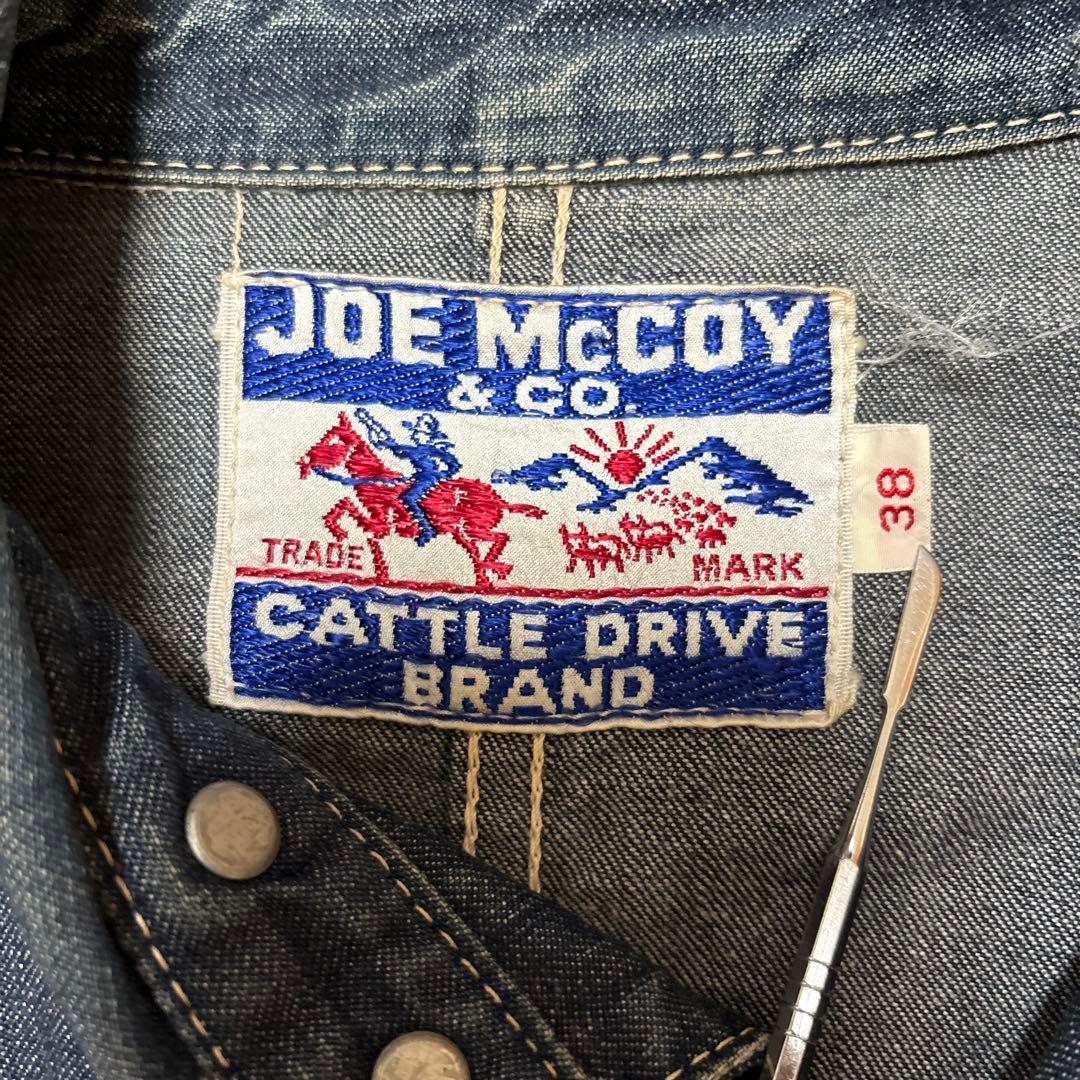 JOE McCOY
& CO.
TRADE MARK
CATTLE DRIVE
BRAND
38